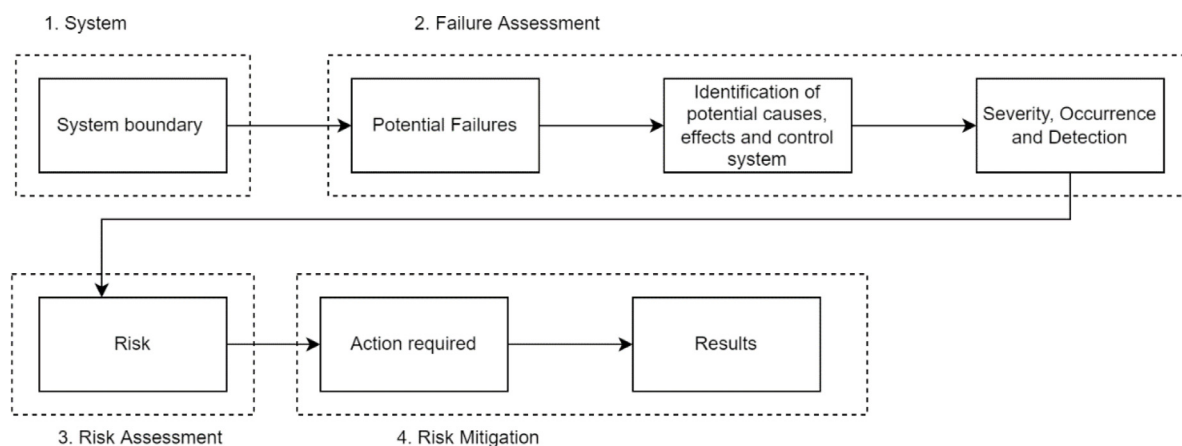 1. System
2. Failure Assessment
System boundary
Potential Failures
Identification of
potential causes,
effects and control
system
Severity, Occurrence
and Detection
Risk
Action required
Results
3. Risk Assessment
4. Risk Mitigation